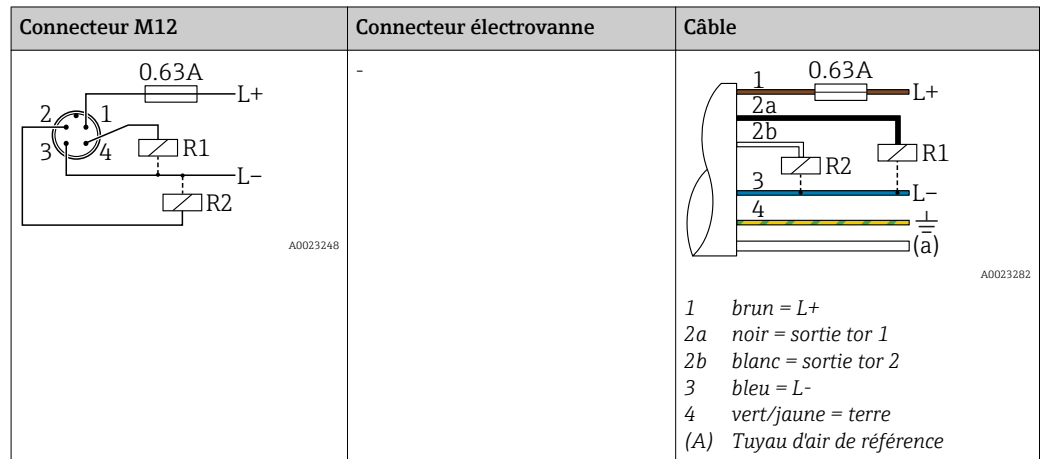 Connecteur M12
Connecteur électrovanne
Câble
0.63A
L+
2
1
3
4
R1
L–
R2
A0023248
-
1
0.63A
L+
2a
2b
R1
R2
3
L–
4
(a)
A0023282
1 brun = L+
2a noir = sortie tor 1
2b blanc = sortie tor 2
3 bleu = L-
4 vert/jaune = terre
(A) Tuyau d'air de référence